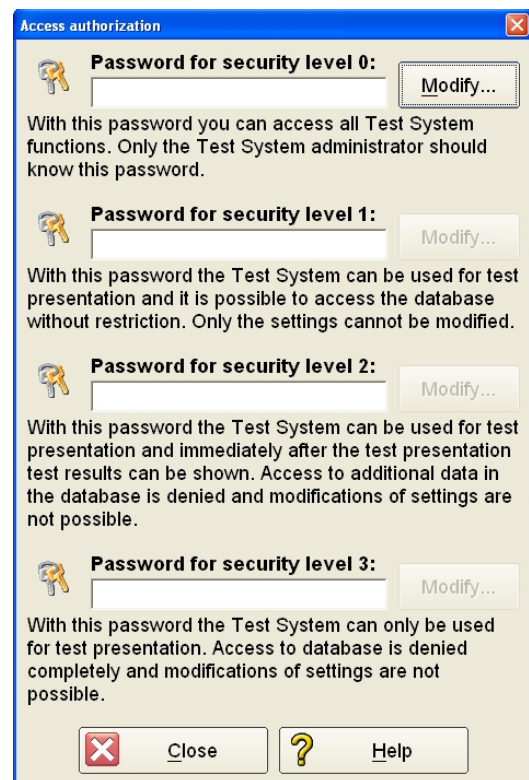 Access authorization
Password for security level 0:
Modify...
With this password you can access all Test System
functions. Only the Test System administrator should
know this password.
Password for security level 1:
Modify...
With this password the Test System can be used for test
presentation and it is possible to access the database
without restriction. Only the settings cannot be modified.
Password for security level 2:
Modify...
With this password the Test System can be used for test
presentation and immediately after the test presentation
test results can be shown. Access to additional data in
the database is denied and modifications of settings are
not possible.
Password for security level 3:
Modify...
With this password the Test System can only be used
for test presentation. Access to database is denied
completely and modifications of settings are not
possible.
Close
Help